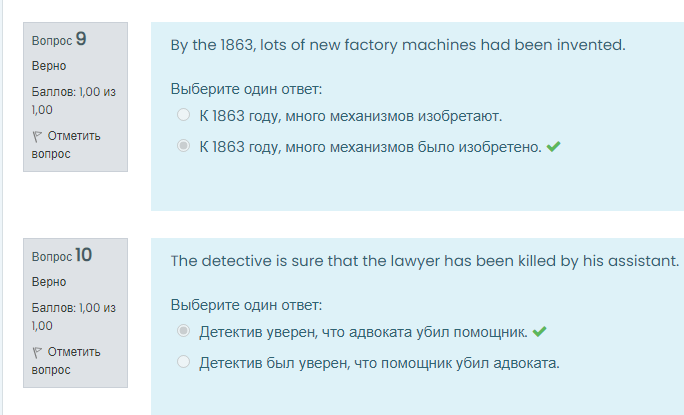 Вопрос 9
Верно
Баллов: 1,00 из
1,00
Отметить
вопрос
By the 1863, lots of new factory machines had been invented.
Выберите один ответ:
К 1863 году, много механизмов изобретают.
К 1863 году, много механизмов было изобретено.
Вопрос 10
Верно
Баллов: 1,00 из
1,00
Отметить
вопрос
The detective is sure that the lawyer has been killed by his assistant.
Выберите один ответ:
Детектив уверен, что адвоката убил помощник.
Детектив был уверен, что помощник убил адвоката.